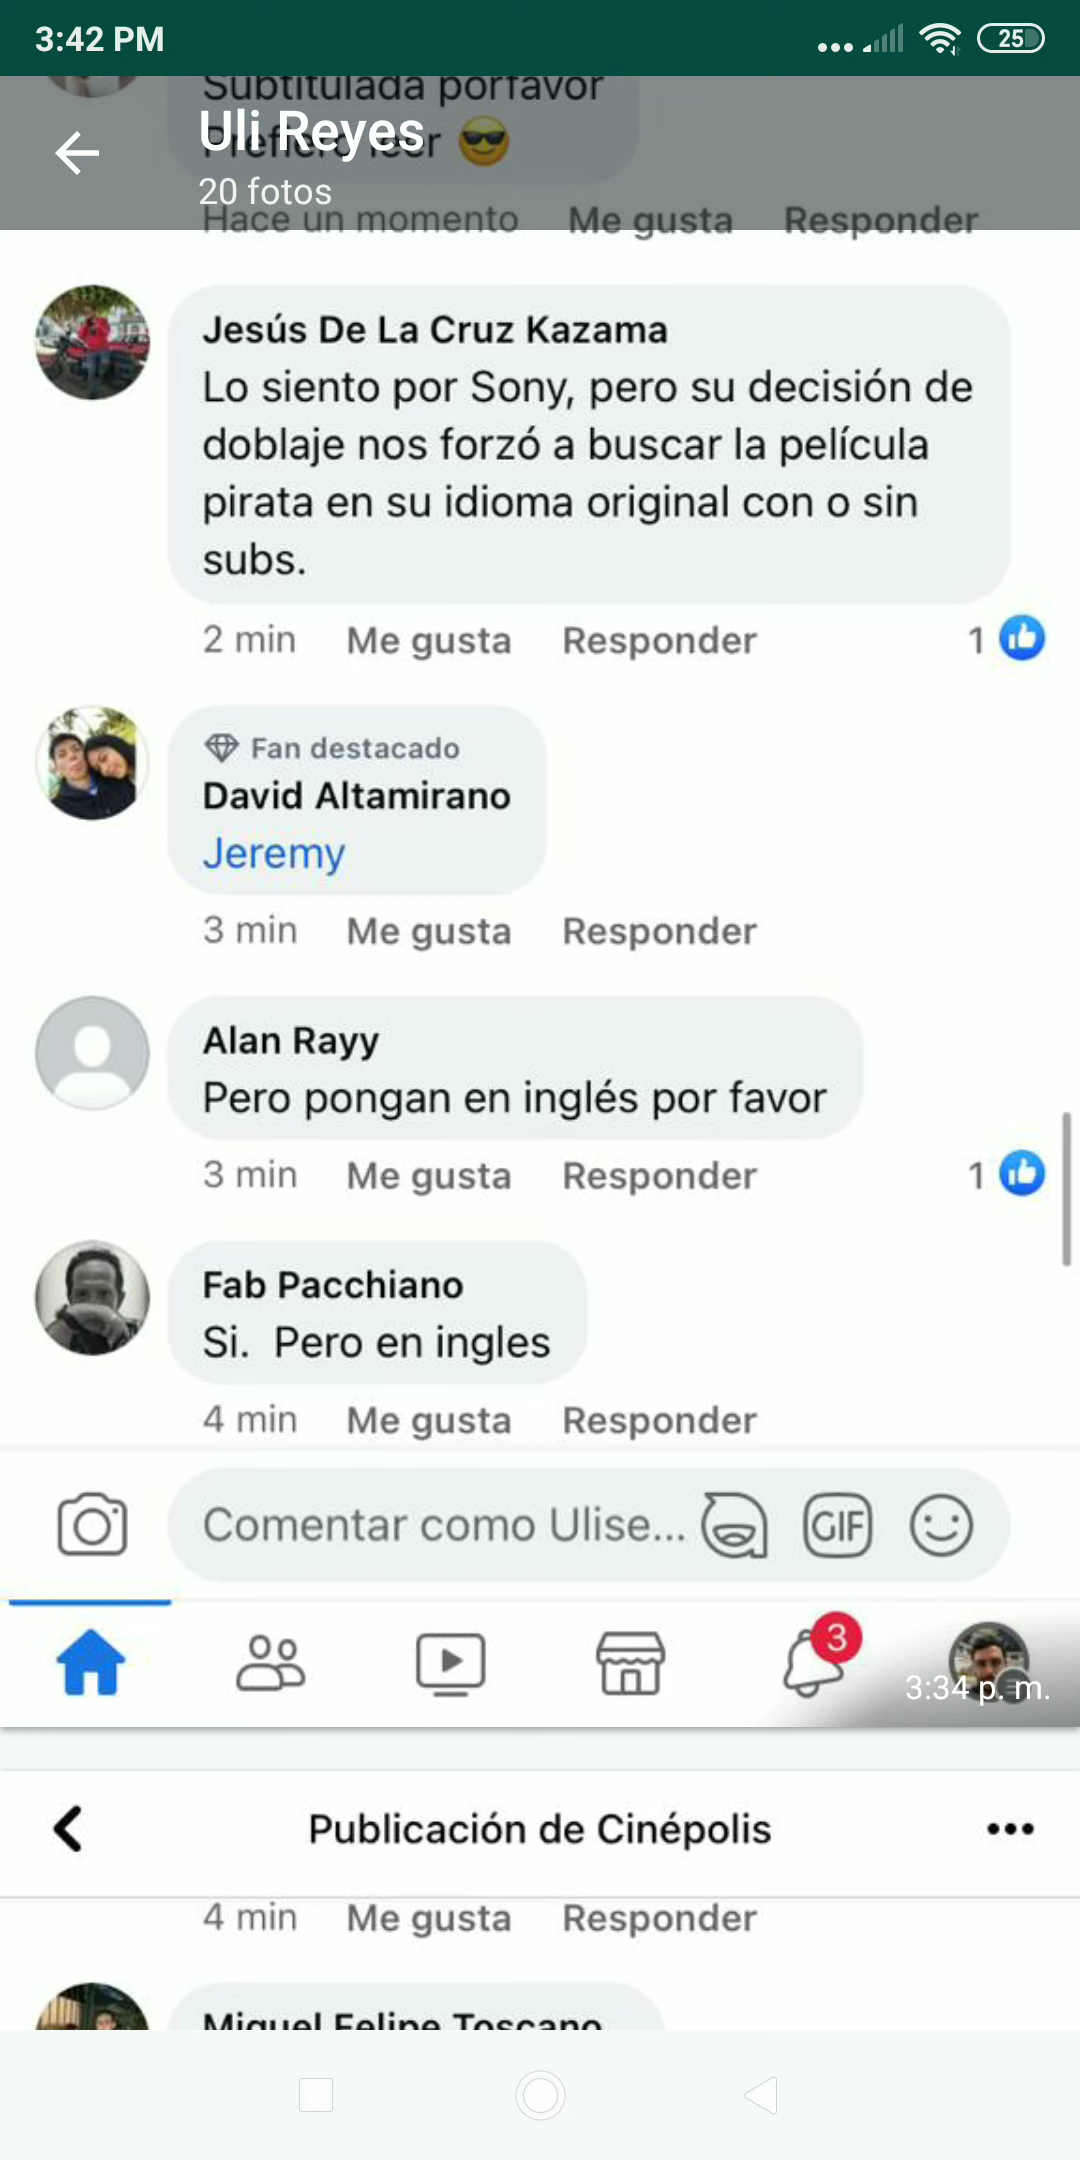 3:42 PM
25
Subtitulada porfavor
Uli Reyes
Prefiero leer
20 fotos
Hace un momento Me gusta Responder
Jesús De La Cruz Kazama
Lo siento por Sony, pero su decisión de
doblaje nos forzó a buscar la película
pirata en su idioma original con o sin
subs.
2 min Me gusta Responder 1
Fan destacado
David Altamirano
Jeremy
3 min Me gusta Responder
Alan Rayy
Pero pongan en inglés por favor
3 min Me gusta Responder 1
Fab Pacchiano
Si. Pero en ingles
4 min Me gusta Responder
Comentar como Ulise... GIF
3
3:34 p. m.
Publicación de Cinépolis
4 min Me gusta Responder
Miguel Felipe Toscano